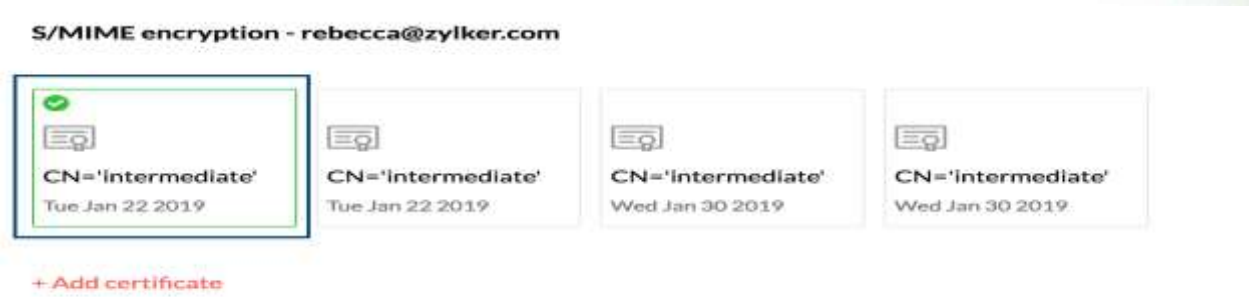 S/MIME encryption - rebecca@zylker.com
CN='intermediate' CN='intermediate' CN='intermediate' CN='intermediate'
Tue Jan 22 2019 Tue Jan 22 2019 Wed Jan 30 2019 Wed Jan 30 2019
+ Add certificate